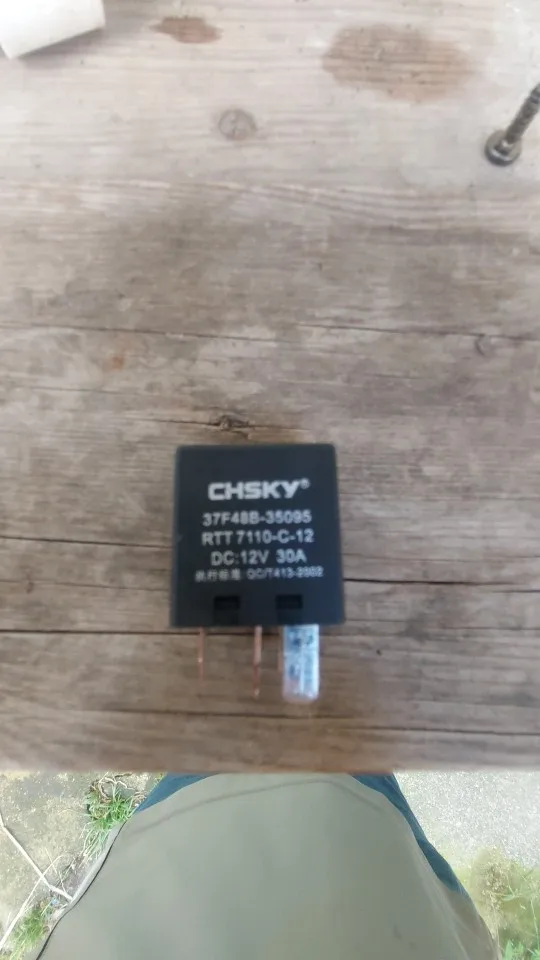 CHSKY®
37F48B-35095
RTT 7110-C-12
DC:12V 30A
执行标准: QC/T413-2002